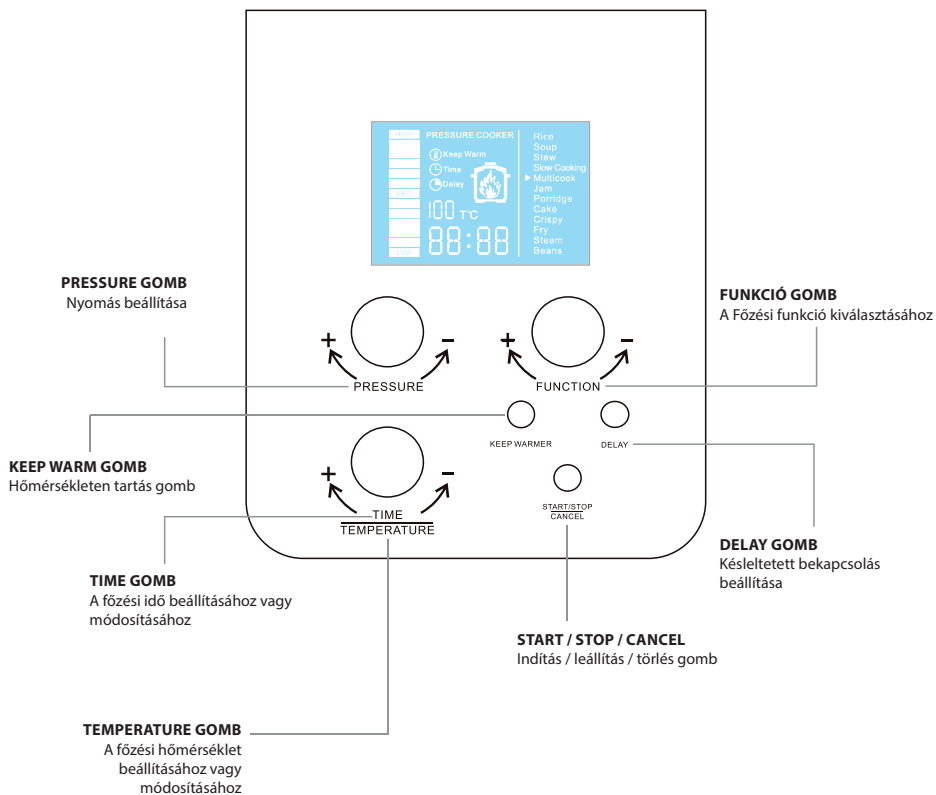 HIGH
MED
LOW
PRESSURE COOKER
Keep Warm
Time
Delay
100 T°C
88:88
Rice
Soup
Stew
Slow Cooking
Multicook
Jam
Porridge
Cake
Crispy
Fry
Steam
Beans
PRESSURE GOMB
Nyomás beállítása
FUNKCIÓ GOMB
A Főzési funkció kiválasztásához
+ −
PRESSURE
+ −
FUNCTION
KEEP WARMER
DELAY
KEEP WARM GOMB
Hőmérsékleten tartás gomb
+ −
TIME
TEMPERATURE
START/STOP
CANCEL
DELAY GOMB
Késleltetett bekapcsolás
beállítása
TIME GOMB
A főzési idő beállításához vagy
módosításához
START / STOP / CANCEL
Indítás / leállítás / törlés gomb
TEMPERATURE GOMB
A főzési hőmérséklet
beállításához vagy
módosításához